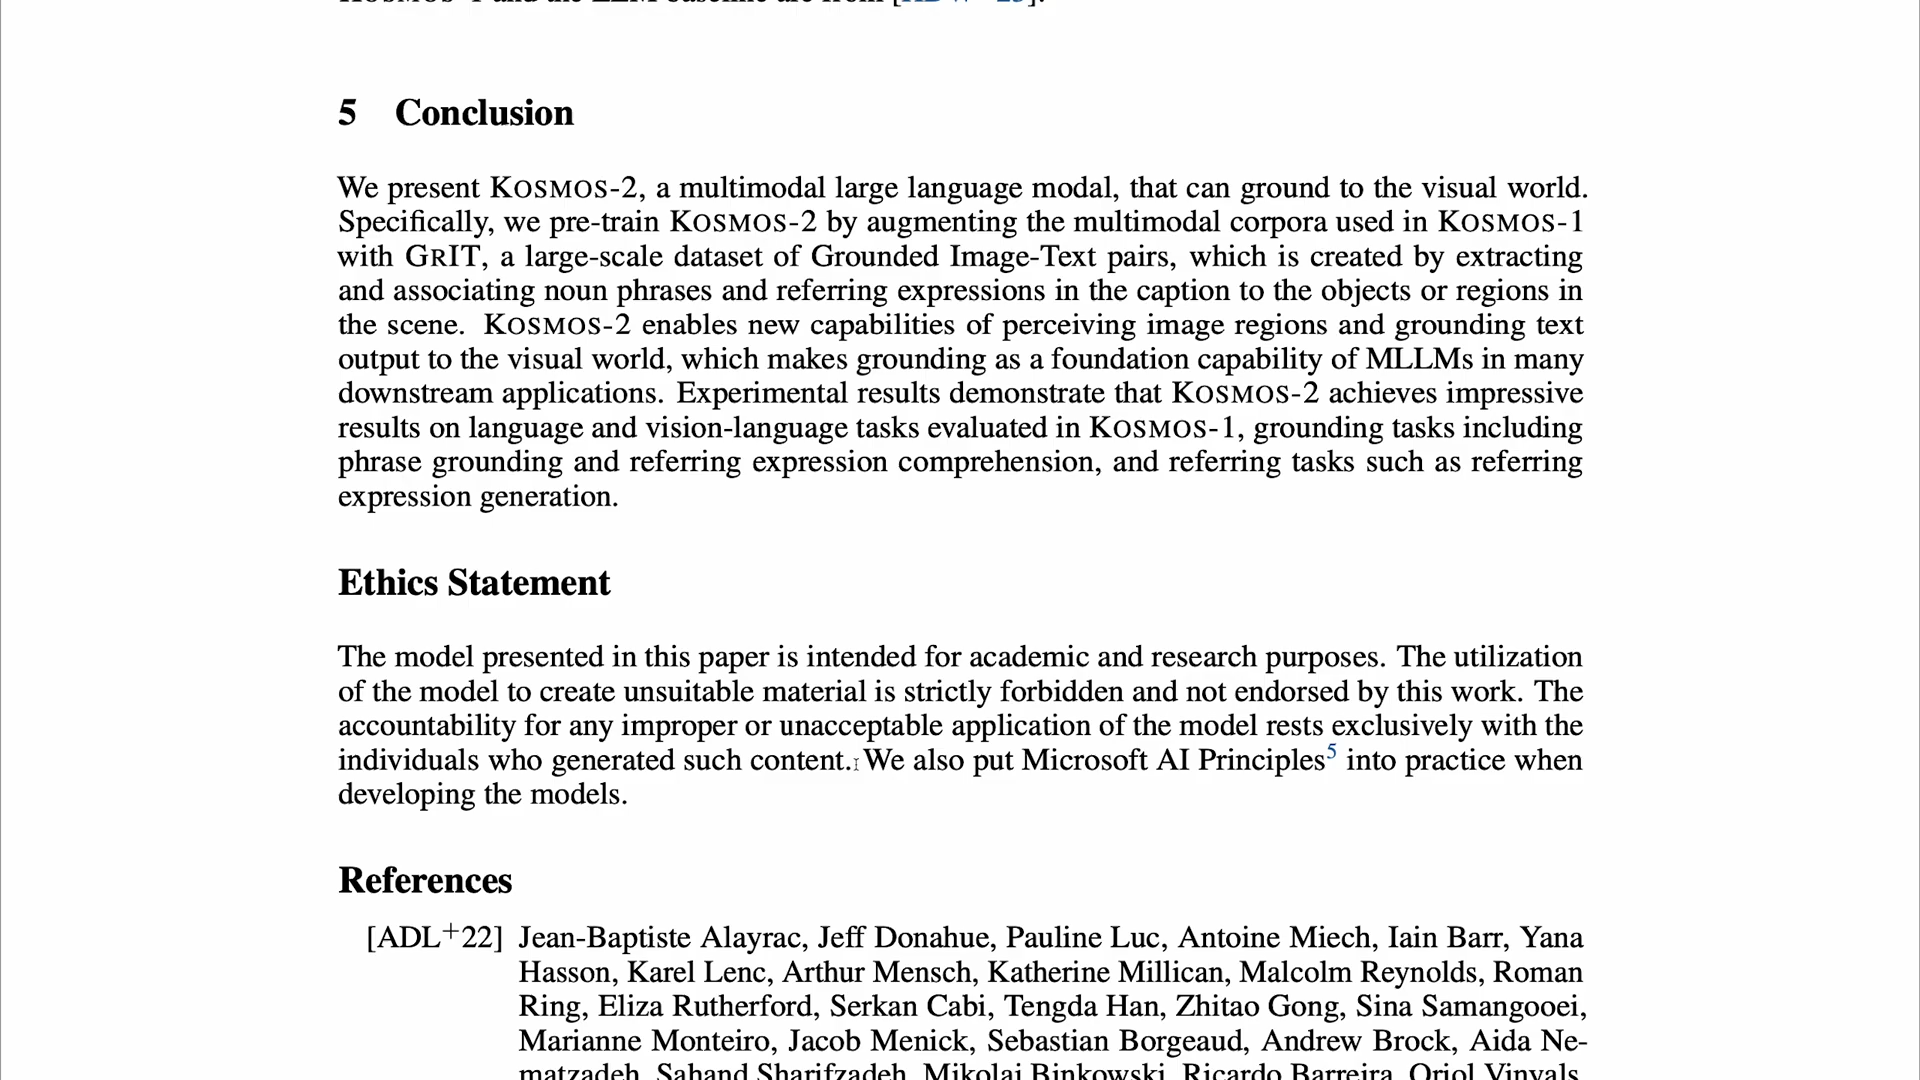 5 Conclusion
We present KOSMOS-2, a multimodal large language modal, that can ground to the visual world.
Specifically, we pre-train KOSMOS-2 by augmenting the multimodal corpora used in KOSMOS-1
with GRIT, a large-scale dataset of Grounded Image-Text pairs, which is created by extracting
and associating noun phrases and referring expressions in the caption to the objects or regions in
the scene. KOSMOS-2 enables new capabilities of perceiving image regions and grounding text
output to the visual world, which makes grounding as a foundation capability of MLLMs in many
downstream applications. Experimental results demonstrate that KOSMOS-2 achieves impressive
results on language and vision-language tasks evaluated in KOSMOS-1, grounding tasks including
phrase grounding and referring expression comprehension, and referring tasks such as referring
expression generation.
Ethics Statement
The model presented in this paper is intended for academic and research purposes. The utilization
of the model to create unsuitable material is strictly forbidden and not endorsed by this work. The
accountability for any improper or unacceptable application of the model rests exclusively with the
individuals who generated such content. We also put Microsoft AI Principles5 into practice when
developing the models.
References
[ADL+22] Jean-Baptiste Alayrac, Jeff Donahue, Pauline Luc, Antoine Miech, Iain Barr, Yana
Hasson, Karel Lenc, Arthur Mensch, Katherine Millican, Malcolm Reynolds, Roman
Ring, Eliza Rutherford, Serkan Cabi, Tengda Han, Zhitao Gong, Sina Samangooei,
Marianne Monteiro, Jacob Menick, Sebastian Borgeaud, Andrew Brock, Aida Ne-
matzadeh, Sahand Sharifzadeh, Mikolaj Binkowski, Ricardo Barreira, Oriol Vinyals,